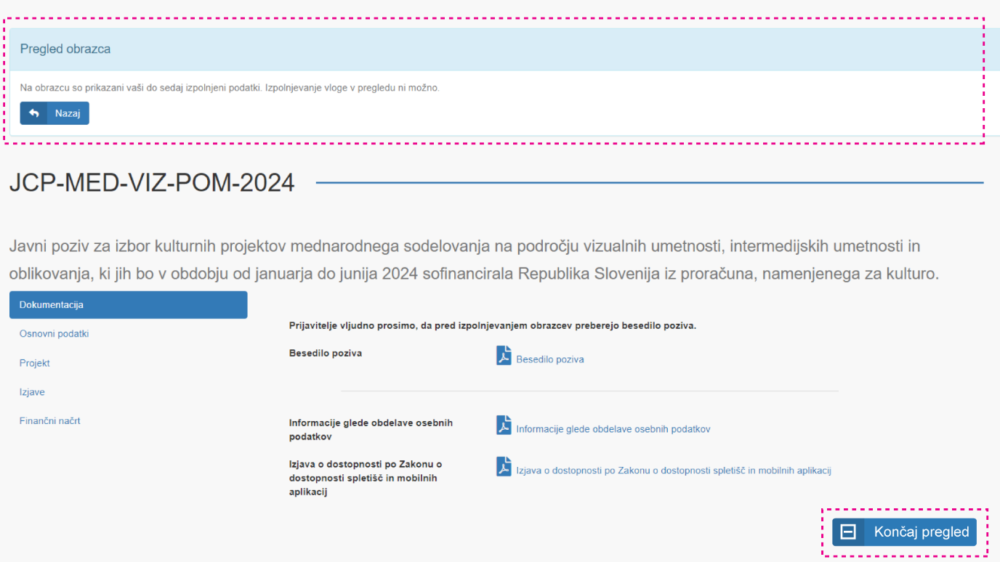 Pregled obrazca
Na obrazcu so prikazani vaši do sedaj izpolnjeni podatki. Izpolnjevanje vloge v pregledu ni možno.
Nazaj
JCP-MED-VIZ-POM-2024
Javni poziv za izbor kulturnih projektov mednarodnega sodelovanja na področju vizualnih umetnosti, intermedijskih umetnosti in
oblikovanja, ki jih bo v obdobju od januarja do junija 2024 sofinancirala Republika Slovenija iz proračuna, namenjenega za kulturo.
Dokumentacija
Osnovni podatki
Projekt
Izjave
Finančni načrt
Prijavitelje vljudno prosimo, da pred izpolnjevanjem obrazcev preberejo besedilo poziva.
Besedilo poziva
Besedilo poziva
Informacije glede obdelave osebnih
podatkov
Informacije glede obdelave osebnih podatkov
Izjava o dostopnosti po Zakonu o
dostopnosti spletišč in mobilnih
aplikacij
Izjava o dostopnosti po Zakonu o dostopnosti spletišč in mobilnih aplikacij
Končaj pregled